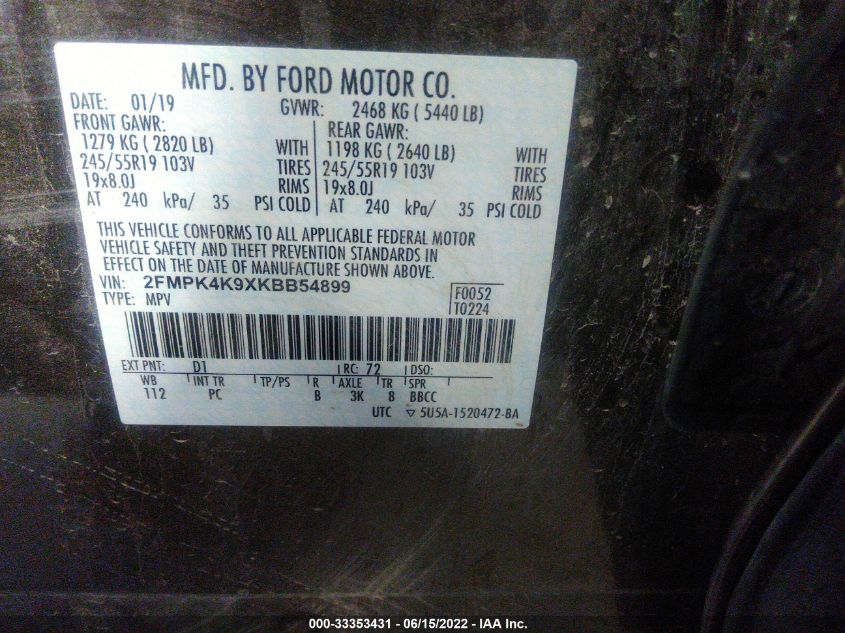 MFD. BY FORD MOTOR CO.
DATE: 01/19 GVWR: 2468 KG ( 5440 LB)
FRONT GAWR: REAR GAWR:
1279 KG ( 2820 LB) WITH 1198 KG ( 2640 LB) WITH
245/55R19 103V TIRES 245/55R19 103V TIRES
19x8.0J RIMS 19x8.0J RIMS
AT 240 kPa/ 35 PSI COLD AT 240 kPa/ 35 PSI COLD
THIS VEHICLE CONFORMS TO ALL APPLICABLE FEDERAL MOTOR
VEHICLE SAFETY AND THEFT PREVENTION STANDARDS IN
EFFECT ON THE DATE OF MANUFACTURE SHOWN ABOVE.
VIN: 2FMPK4K9XKBB54899 F0052
TYPE: MPV T0224
EXT PNT: D1 RC: 72 DSO:
WB INT TR TP/PS R AXLE TR SPR
112 PC B 3K 8 BBCC
UTC ▽ 5U5A-1520472-BA
000-33353431 - 06/15/2022 - IAA Inc.